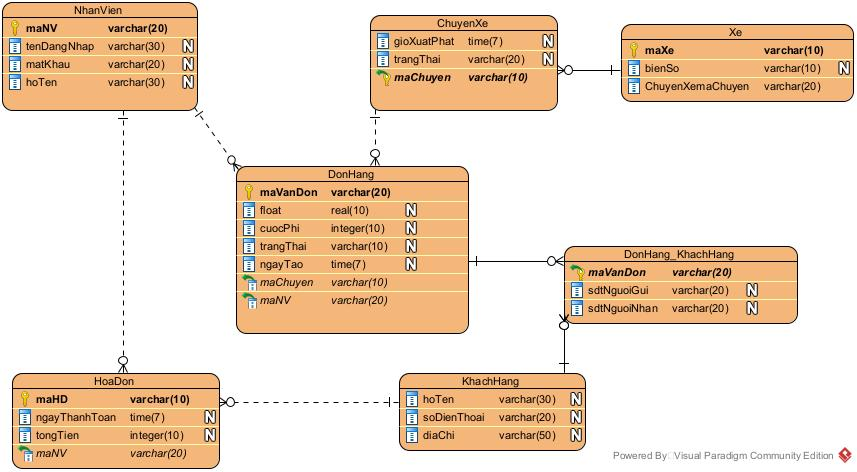 NhanVien
maNV varchar(20)
tenDangNhap varchar(30) N
matKhau varchar(20) N
hoTen varchar(30) N
ChuyenXe
gioXuatPhat time(7) N
trangThai varchar(20) N
maChuyen varchar(10)
Xe
maXe varchar(10)
bienSo varchar(10) N
ChuyenXemaChuyen varchar(20)
DonHang
maVanDon varchar(20)
float real(10) N
cuocPhi integer(10) N
trangThai varchar(10) N
ngayTao time(7) N
maChuyen varchar(10)
maNV varchar(20)
DonHang_KhachHang
maVanDon varchar(20)
sdtNguoiGui varchar(20) N
sdtNguoiNhan varchar(20) N
HoaDon
maHD varchar(10)
ngayThanhToan time(7) N
tongTien integer(10) N
maNV varchar(20)
KhachHang
hoTen varchar(30) N
soDienThoai varchar(20) N
diaChi varchar(50) N
Powered By Visual Paradigm Community Edition